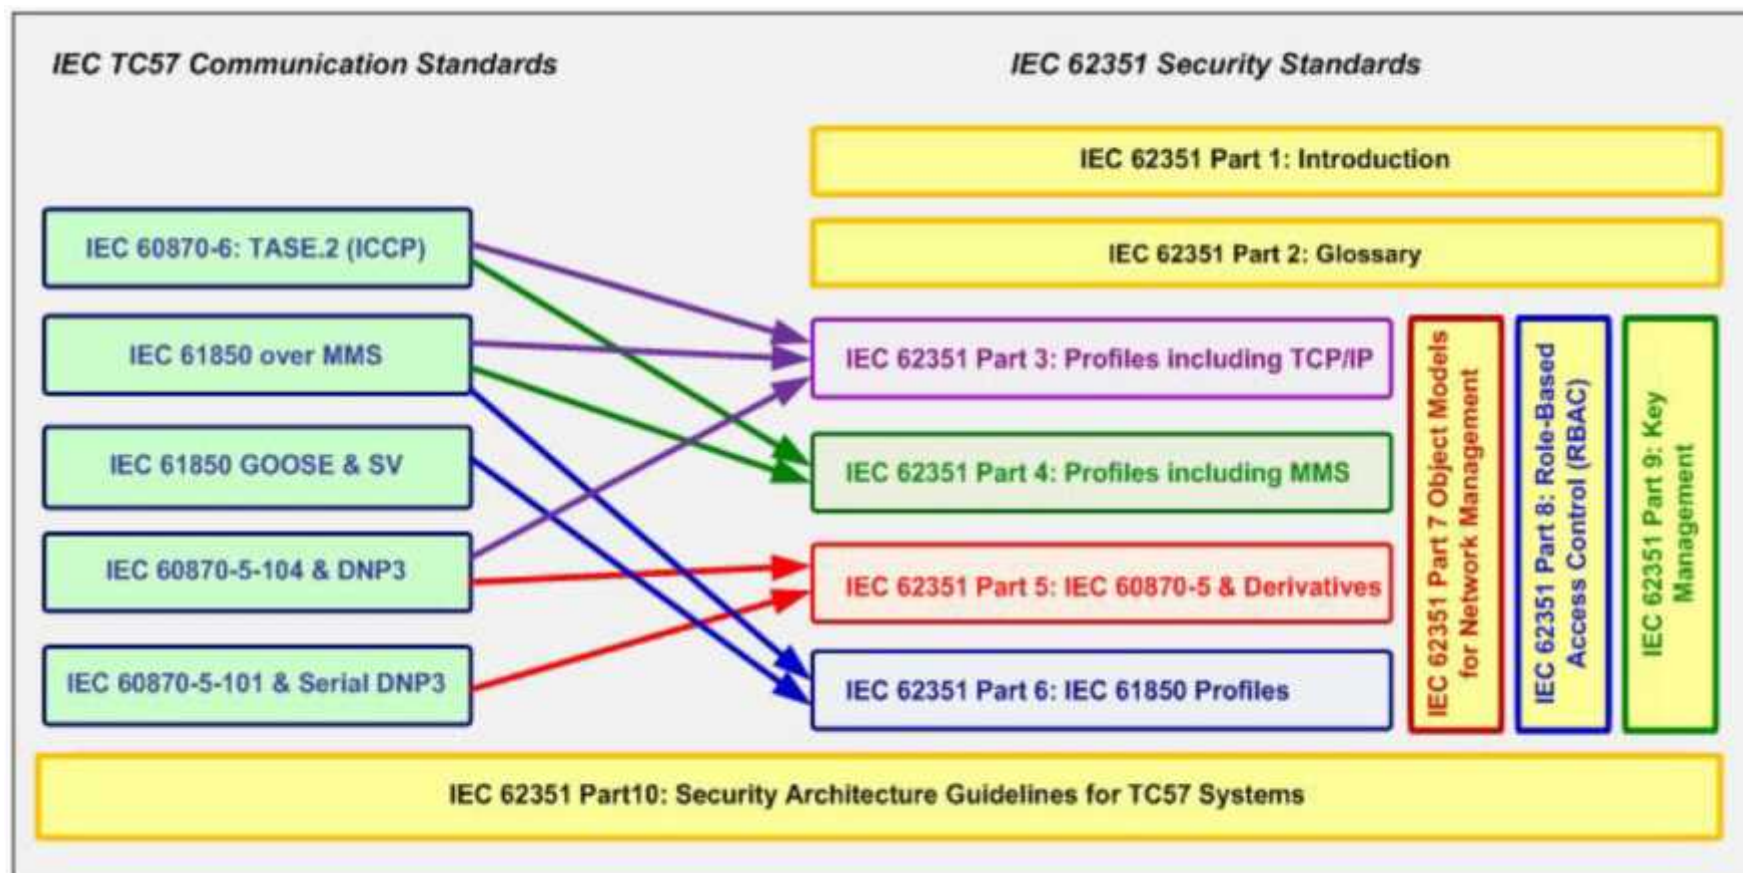 IEC TC57 Communication Standards
IEC 62351 Security Standards
IEC 62351 Part 1: Introduction
IEC 60870-6: TASE.2 (ICCP)
IEC 62351 Part 2: Glossary
IEC 61850 over MMS
IEC 62351 Part 3: Profiles including TCP/IP
IEC 61850 GOOSE & SV
IEC 62351 Part 4: Profiles including MMS
IEC 60870-5-104 & DNP3
IEC 62351 Part 5: IEC 60870-5 & Derivatives
IEC 60870-5-101 & Serial DNP3
IEC 62351 Part 6: IEC 61850 Profiles
IEC 62351 Part 7 Object Models
for Network Management
IEC 62351 Part 8: Role-Based
Access Control (RBAC)
IEC 62351 Part 9: Key
Management
IEC 62351 Part10: Security Architecture Guidelines for TC57 Systems